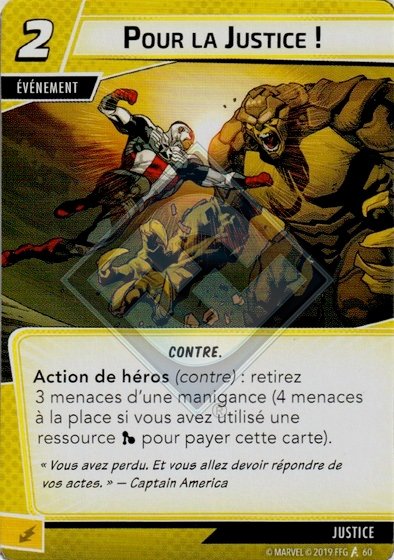 2
POUR LA JUSTICE !
ÉVÉNEMENT
CONTRE.
Action de héros (contre) : retirez
3 menaces d'une manigance (4 menaces
à la place si vous avez utilisé une
ressource pour payer cette carte).
« Vous avez perdu. Et vous allez devoir répondre de
vos actes. » — Captain America
JUSTICE
© MARVEL © 2019 FFG 60